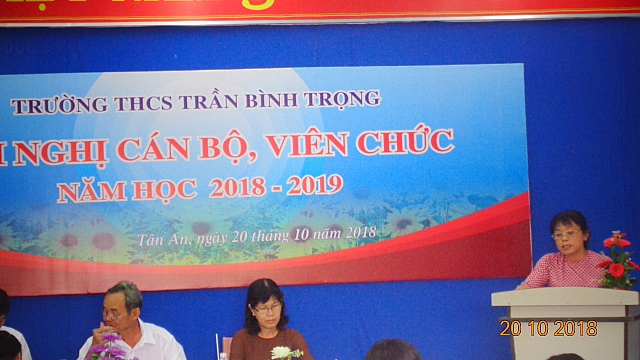 TRƯỜNG THCS TRẦN BÌNH TRỌNG
NGHỊ CÁN BỘ, VIÊN CHỨC
NĂM HỌC 2018 - 2019
Tân An, ngày 20 tháng 10 năm 2018
20 10 2018